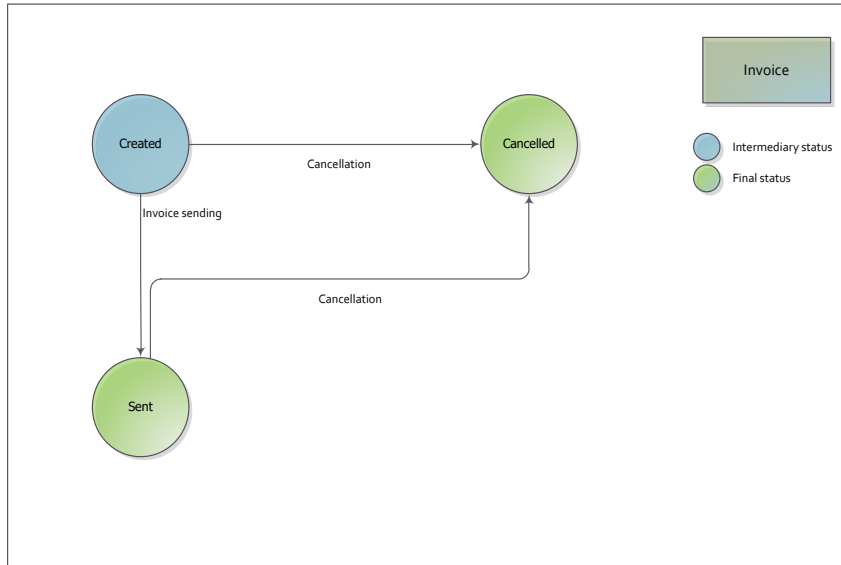 Invoice
Created
Cancelled
Intermediary status
Cancellation
Final status
Invoice sending
Cancellation
Sent